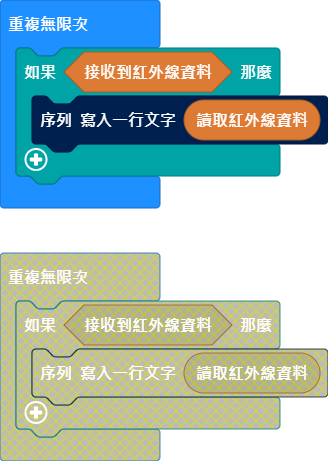 重複無限次
如果 接收到紅外線資料 那麼
序列 寫入一行文字 讀取紅外線資料
重複無限次
如果 接收到紅外線資料 那麼
序列 寫入一行文字 讀取紅外線資料